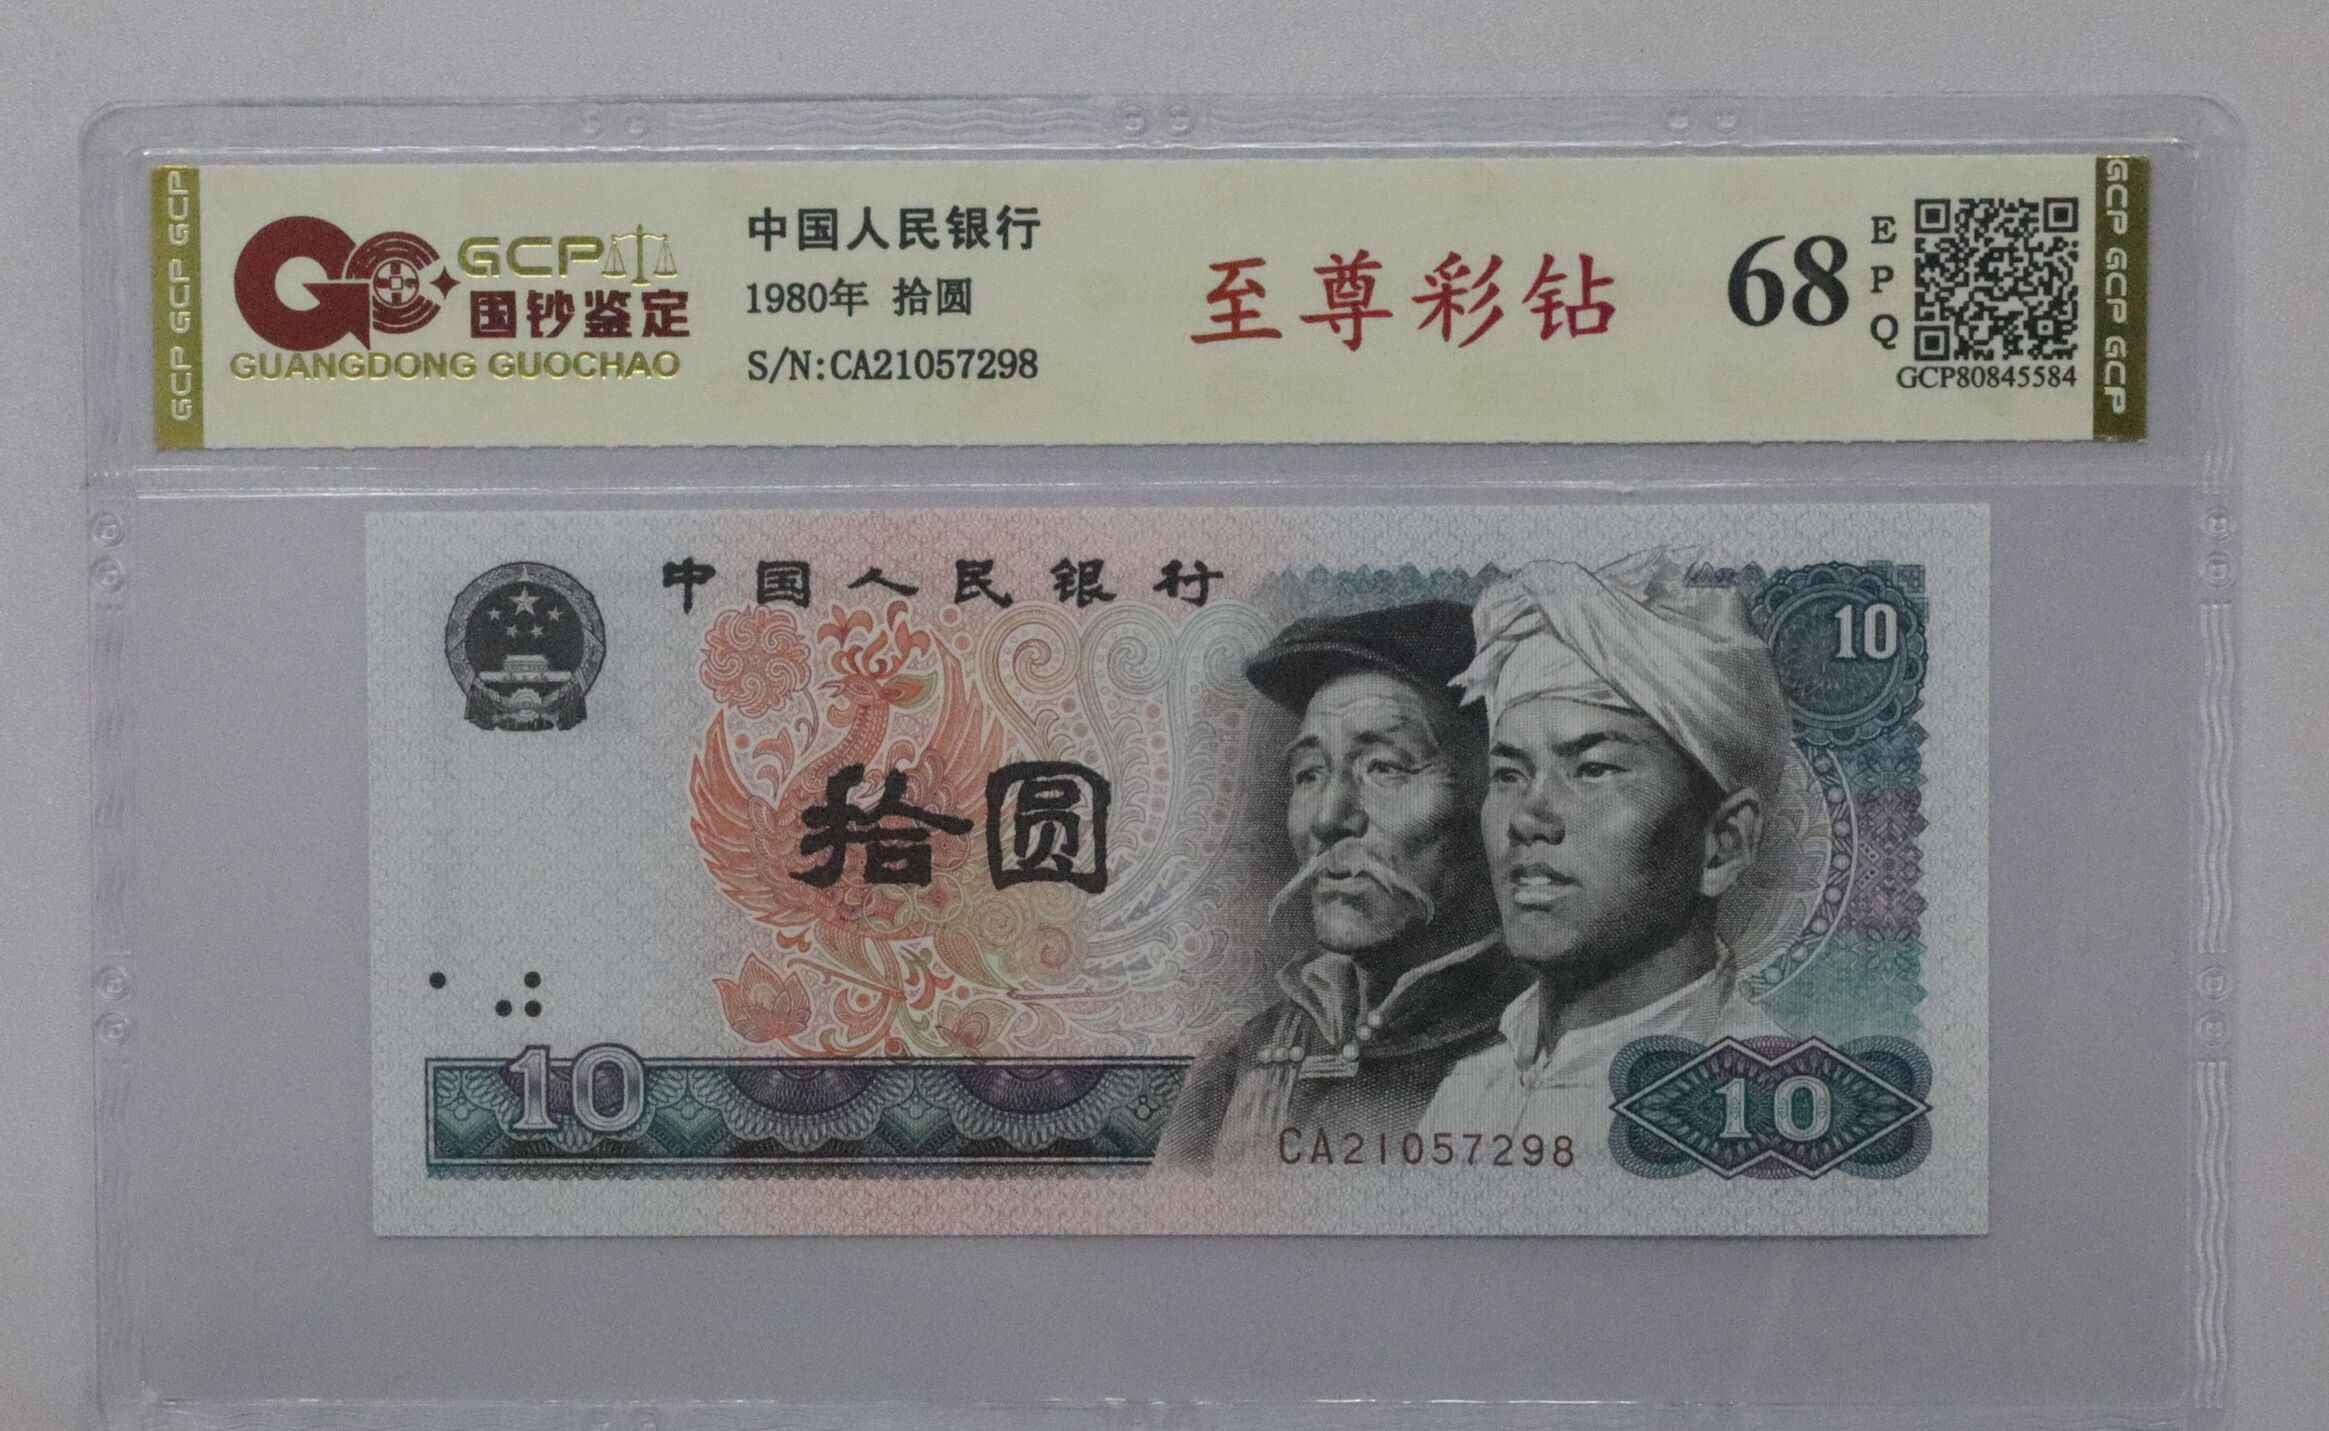 GCP GCP GCP
GCP
国钞鉴定
GUANGDONG GUOCHAO
中国人民银行
1980年 拾圆
S/N:CA21057298
至尊彩钻
68
EPQ
GCP80845584
GCP GCP GCP
中国人民银行
10
拾圆
10
CA21057298
10